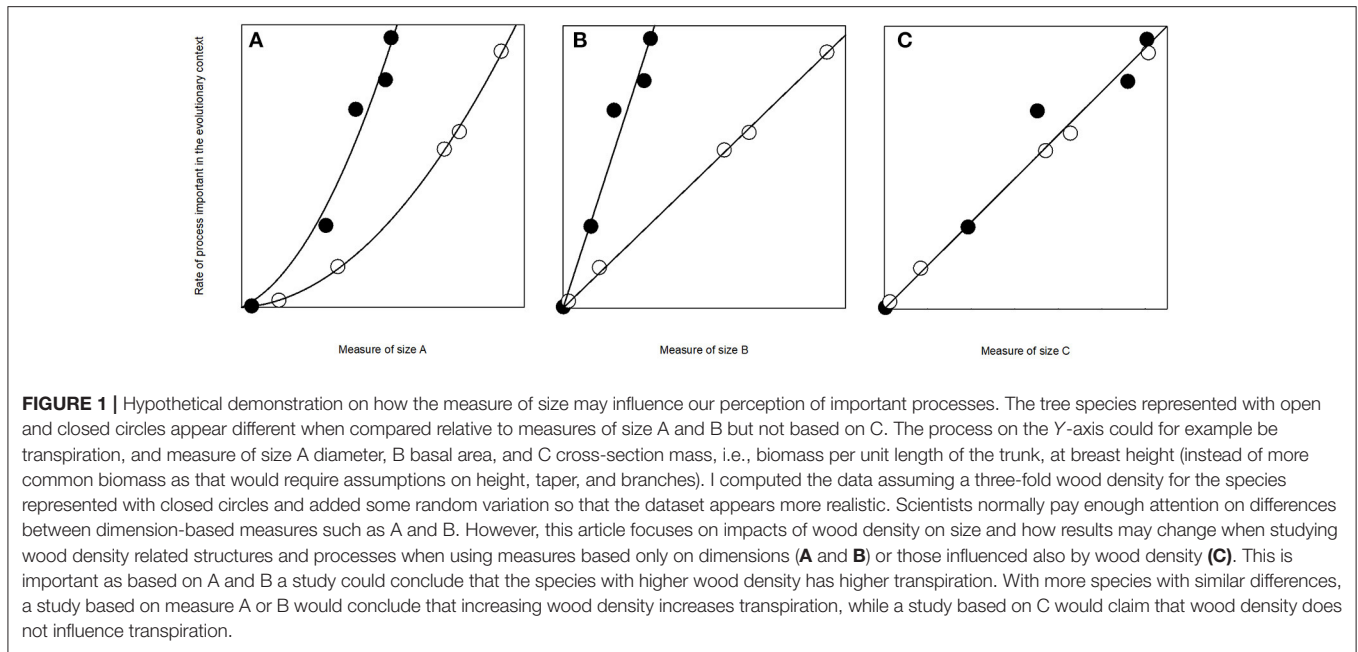 A
B
C
Rate of process important in the evolutionary context
Measure of size A
Measure of size B
Measure of size C
FIGURE 1 | Hypothetical demonstration on how the measure of size may influence our perception of important processes. The tree species represented with open
and closed circles appear different when compared relative to measures of size A and B but not based on C. The process on the Y-axis could for example be
transpiration, and measure of size A diameter, B basal area, and C cross-section mass, i.e., biomass per unit length of the trunk, at breast height (instead of more
common biomass as that would require assumptions on height, taper, and branches). I computed the data assuming a three-fold wood density for the species
represented with closed circles and added some random variation so that the dataset appears more realistic. Scientists normally pay enough attention on differences
between dimension-based measures such as A and B. However, this article focuses on impacts of wood density on size and how results may change when studying
wood density related structures and processes when using measures based only on dimensions (A and B) or those influenced also by wood density (C). This is
important as based on A and B a study could conclude that the species with higher wood density has higher transpiration. With more species with similar differences,
a study based on measure A or B would conclude that increasing wood density increases transpiration, while a study based on C would claim that wood density does
not influence transpiration.